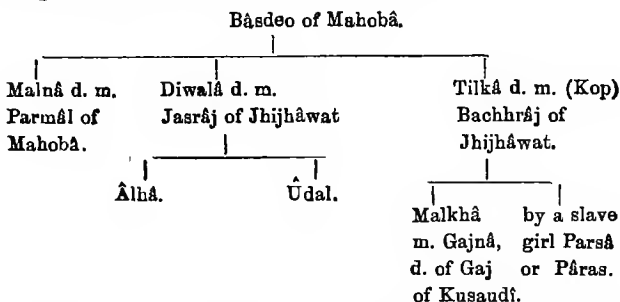 Bâsdeo of Mahobâ.
Malnâ d. m.
Parmâl of
Mahobâ.
Diwalâ d. m.
Jasrâj of Jhijhâwat
Tilkâ d. m. (Kop)
Bachhrâj of
Jhijhâwat.
Âlhâ.
Ûdal.
Malkhâ
m. Gajnâ,
d. of Gaj
of Kusaudî.
by a slave
girl Parsâ
or Pâras.